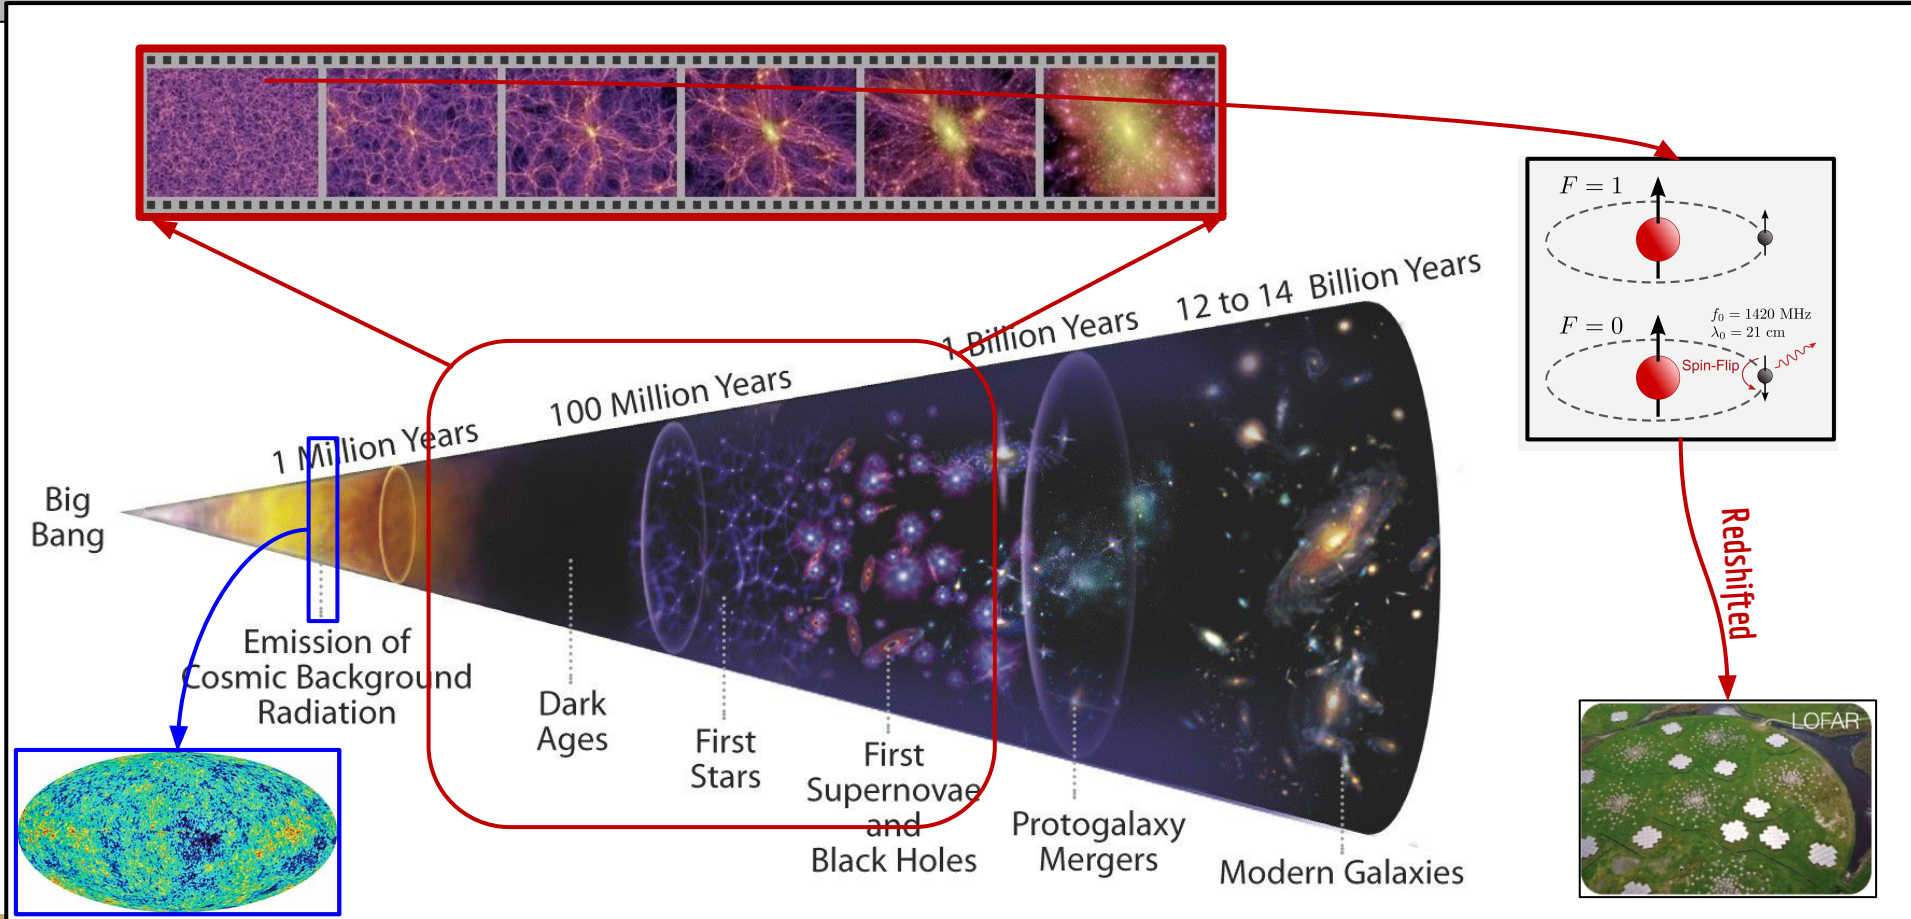 F = 1
F = 0
f₀ = 1420 MHz
λ₀ = 21 cm
Spin-Flip
12 to 14 Billion Years
1 Billion Years
100 Million Years
1 Million Years
Big
Bang
Redshifted
Emission of
Cosmic Background
Radiation
Dark
Ages
First
Stars
First
Supernovae
and
Black Holes
Protogalaxy
Mergers
Modern Galaxies
LOFAR